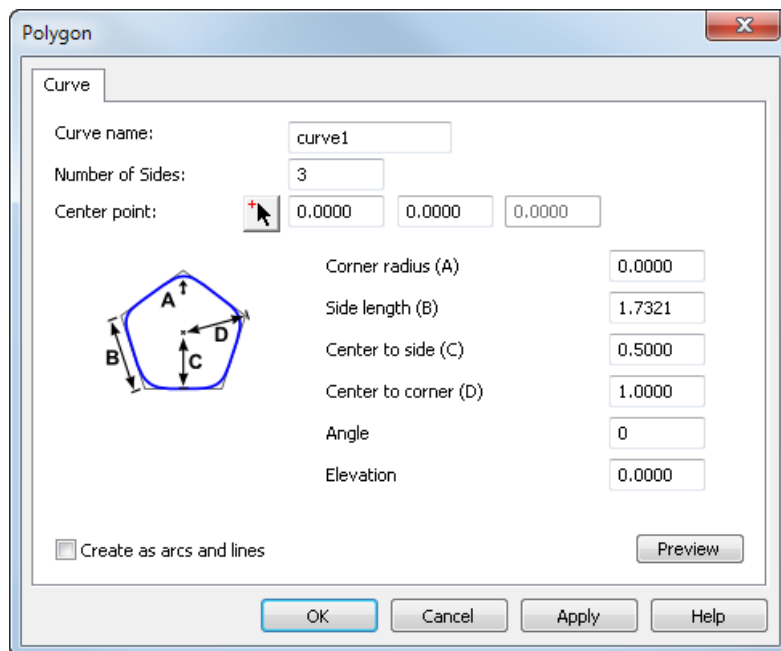 Polygon
Curve
Curve name: curve1
Number of Sides: 3
Center point: 0.0000 0.0000 0.0000
Corner radius (A) 0.0000
Side length (B) 1.7321
Center to side (C) 0.5000
Center to corner (D) 1.0000
Angle 0
Elevation 0.0000
A
B
C
D
Create as arcs and lines
Preview
OK Cancel Apply Help